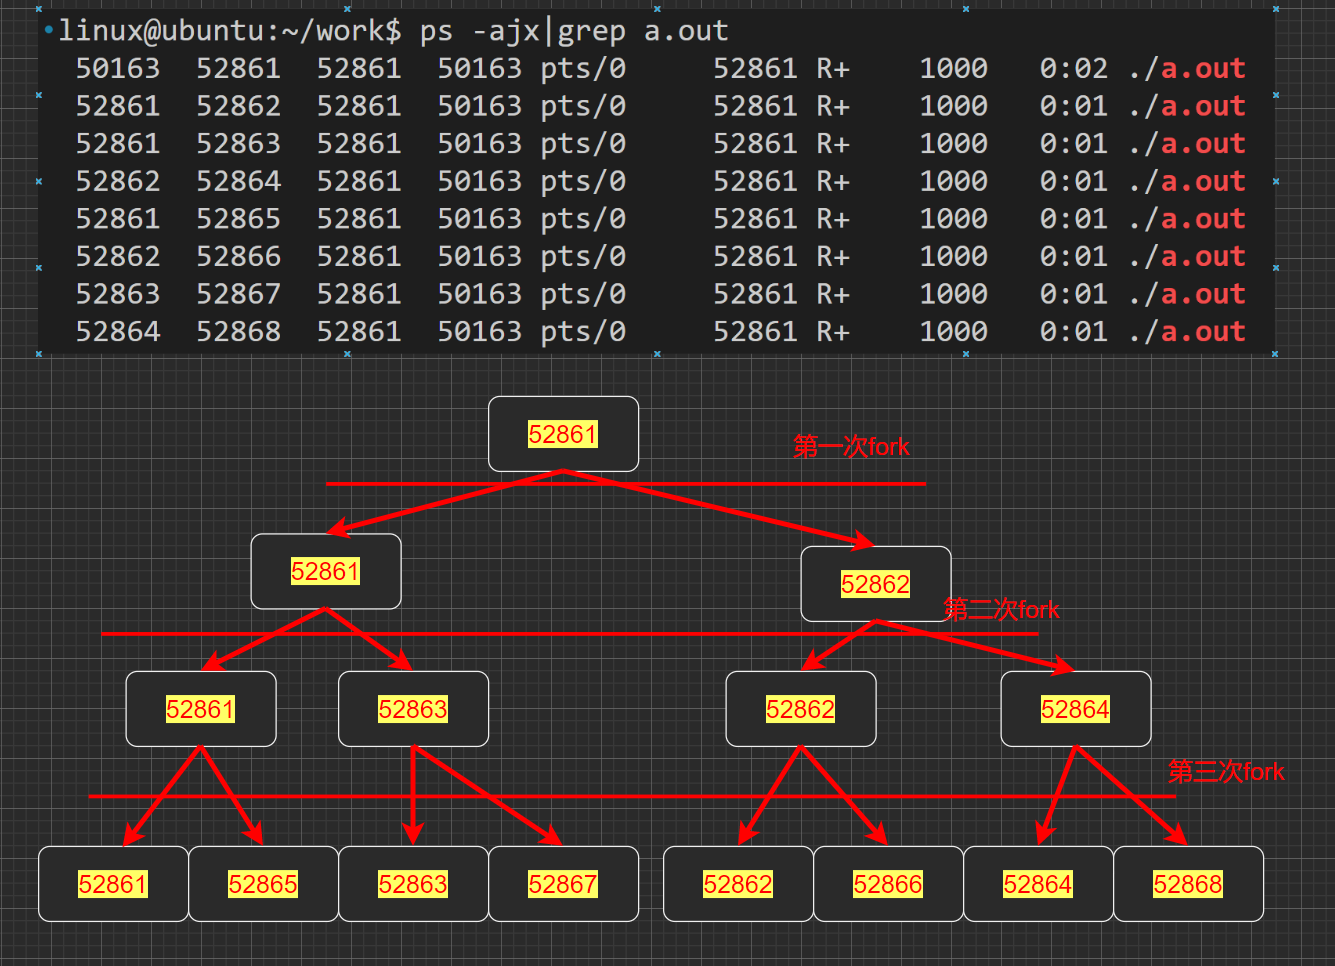 linux@ubuntu:~/work$ ps -ajx|grep a.out
50163 52861 52861 50163 pts/0 52861 R+ 1000 0:02 ./a.out
52861 52862 52861 50163 pts/0 52861 R+ 1000 0:01 ./a.out
52861 52863 52861 50163 pts/0 52861 R+ 1000 0:01 ./a.out
52862 52864 52861 50163 pts/0 52861 R+ 1000 0:01 ./a.out
52861 52865 52861 50163 pts/0 52861 R+ 1000 0:01 ./a.out
52862 52866 52861 50163 pts/0 52861 R+ 1000 0:01 ./a.out
52863 52867 52861 50163 pts/0 52861 R+ 1000 0:01 ./a.out
52864 52868 52861 50163 pts/0 52861 R+ 1000 0:01 ./a.out
52861
第一次fork
52861
52862
第二次fork
52861
52863
52862
52864
第三次fork
52861
52865
52863
52867
52862
52866
52864
52868